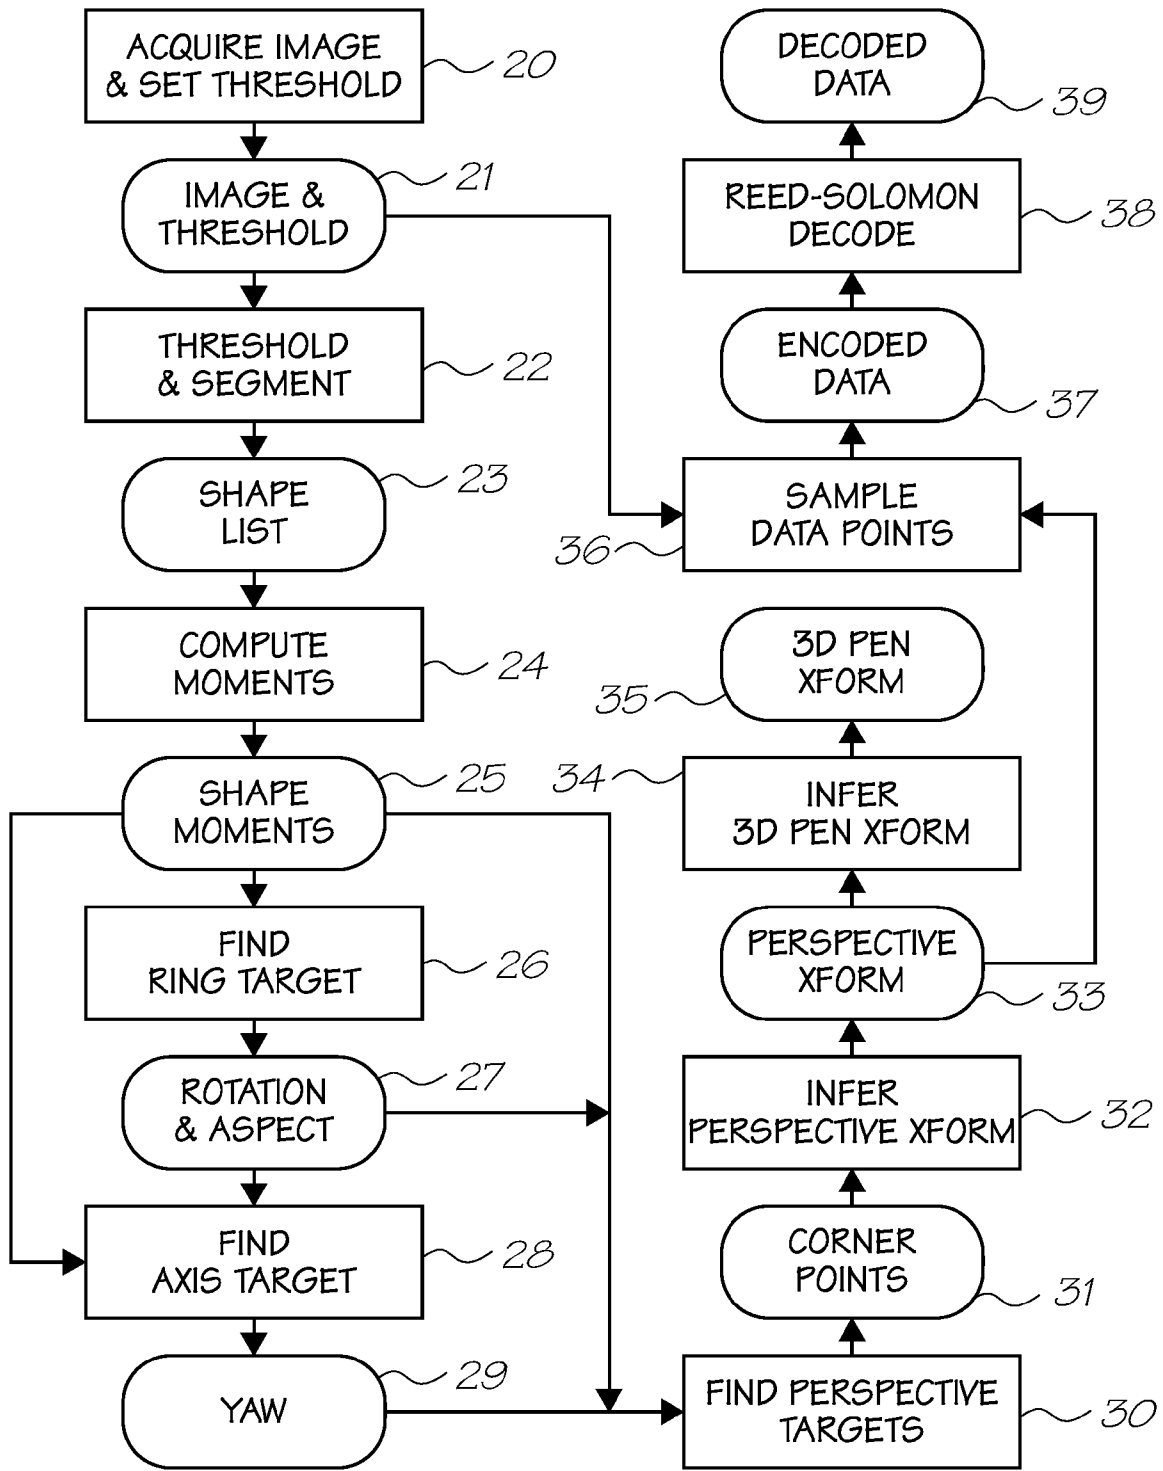 ACQUIRE IMAGE
& SET THRESHOLD
20
IMAGE &
THRESHOLD
21
THRESHOLD
& SEGMENT
22
SHAPE
LIST
23
COMPUTE
MOMENTS
24
SHAPE
MOMENTS
25
FIND
RING TARGET
26
ROTATION
& ASPECT
27
FIND
AXIS TARGET
28
YAW
29
DECODED
DATA
39
REED-SOLOMON
DECODE
38
ENCODED
DATA
37
SAMPLE
DATA POINTS
36
3D PEN
XFORM
35
INFER
3D PEN XFORM
34
PERSPECTIVE
XFORM
33
INFER
PERSPECTIVE XFORM
32
CORNER
POINTS
31
FIND PERSPECTIVE
TARGETS
30